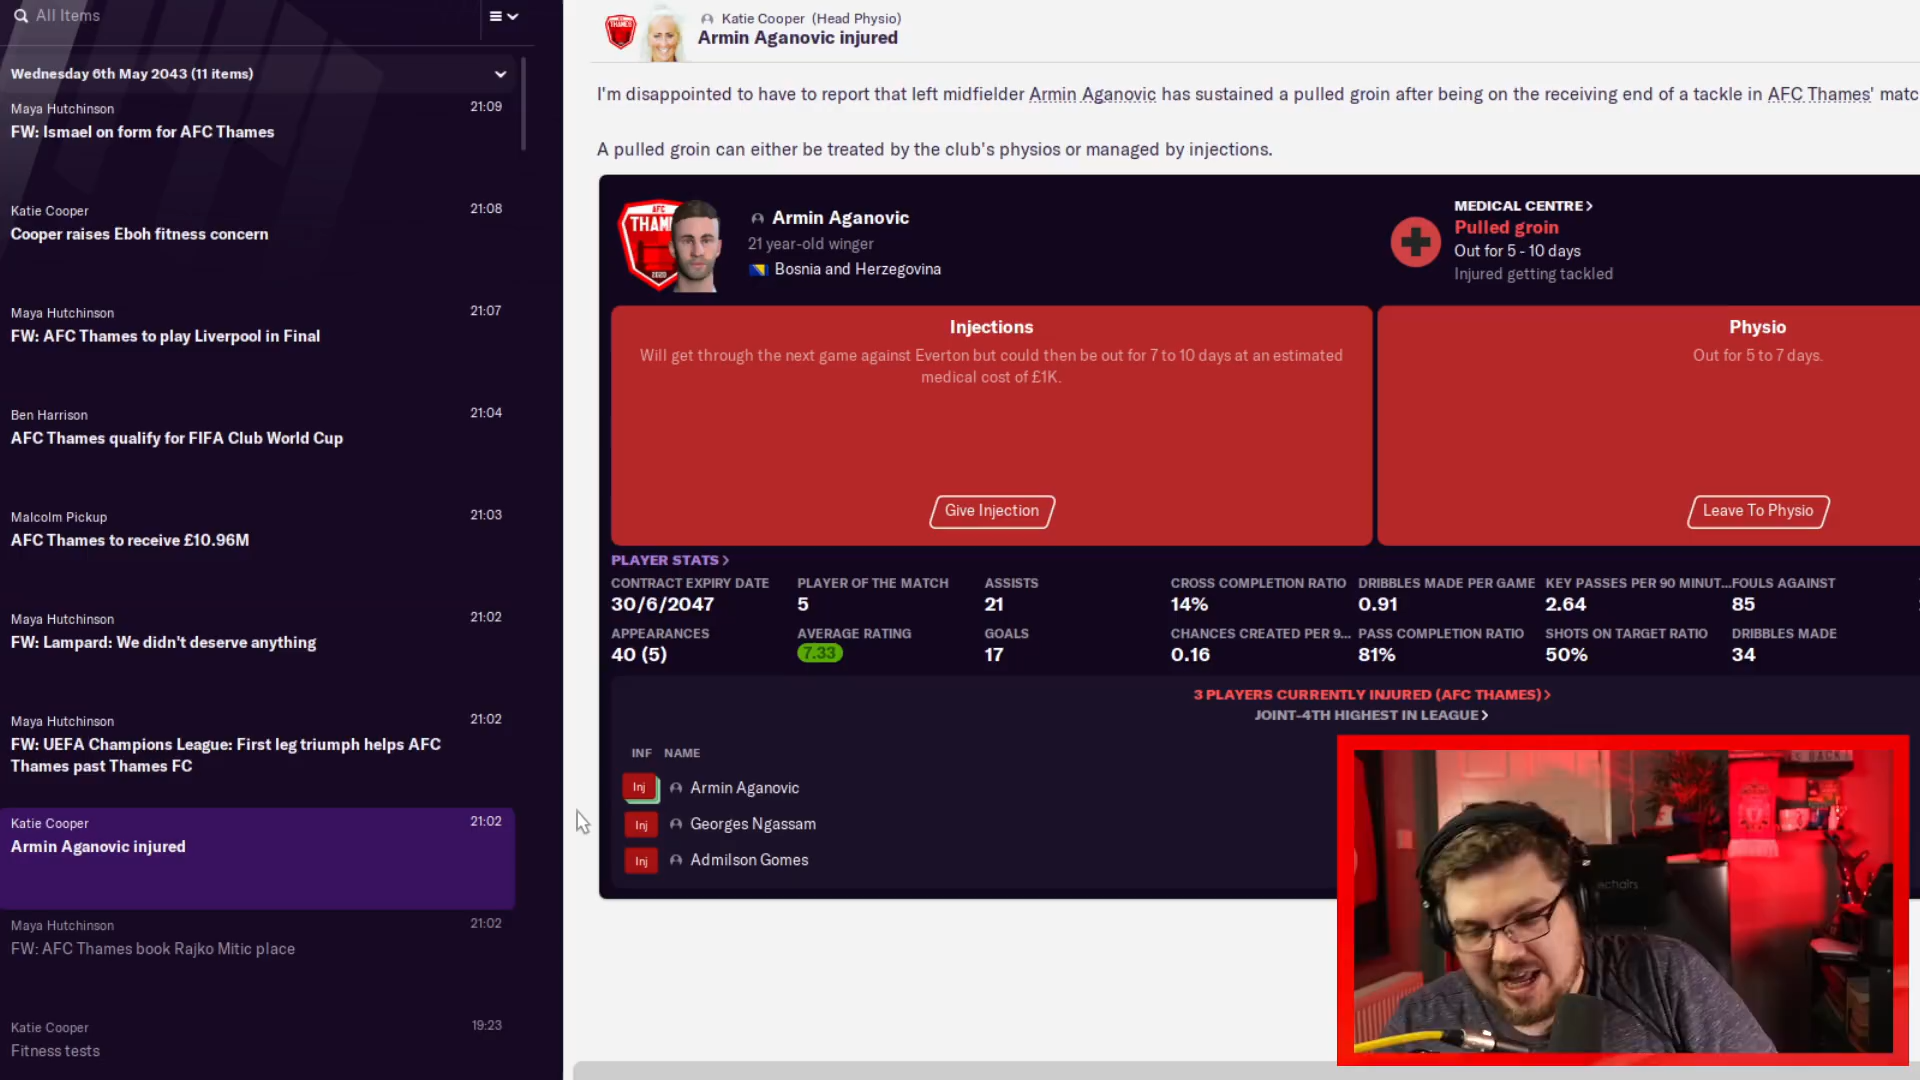 All Items
Wednesday 6th May 2043 (11 items)
Maya Hutchinson 21:09
FW: Ismael on form for AFC Thames
Katie Cooper 21:08
Cooper raises Eboh fitness concern
Maya Hutchinson 21:07
FW: AFC Thames to play Liverpool in Final
Ben Harrison 21:04
AFC Thames qualify for FIFA Club World Cup
Malcolm Pickup 21:03
AFC Thames to receive £10.96M
Maya Hutchinson 21:02
FW: Lampard: We didn't deserve anything
Maya Hutchinson 21:02
FW: UEFA Champions League: First leg triumph helps AFC
Thames past Thames FC
Katie Cooper 21:02
Armin Aganovic injured
Maya Hutchinson 21:02
FW: AFC Thames book Rajko Mitic place
Katie Cooper 19:23
Fitness tests
Katie Cooper (Head Physio)
Armin Aganovic injured
I'm disappointed to have to report that left midfielder Armin Aganovic has sustained a pulled groin after being on the receiving end of a tackle in AFC Thames' matc
A pulled groin can either be treated by the club's physios or managed by injections.
AFC
THAM
Armin Aganovic
21 year-old winger
Bosnia and Herzegovina
MEDICAL CENTRE >
Pulled groin
Out for 5 - 10 days
Injured getting tackled
Injections
Will get through the next game against Everton but could then be out for 7 to 10 days at an estimated
medical cost of £1K.
Give Injection
Physio
Out for 5 to 7 days.
Leave To Physio
PLAYER STATS >
CONTRACT EXPIRY DATE PLAYER OF THE MATCH ASSISTS CROSS COMPLETION RATIO DRIBBLES MADE PER GAME KEY PASSES PER 90 MINUT... FOULS AGAINST
30/6/2047 5 21 14% 0.91 2.64 85
APPEARANCES AVERAGE RATING GOALS CHANCES CREATED PER 9... PASS COMPLETION RATIO SHOTS ON TARGET RATIO DRIBBLES MADE
40 (5) 7.33 17 0.16 81% 50% 34
3 PLAYERS CURRENTLY INJURED (AFC THAMES) >
JOINT-4TH HIGHEST IN LEAGUE >
INF NAME
Inj Armin Aganovic
Inj Georges Ngassam
Inj Admilson Gomes